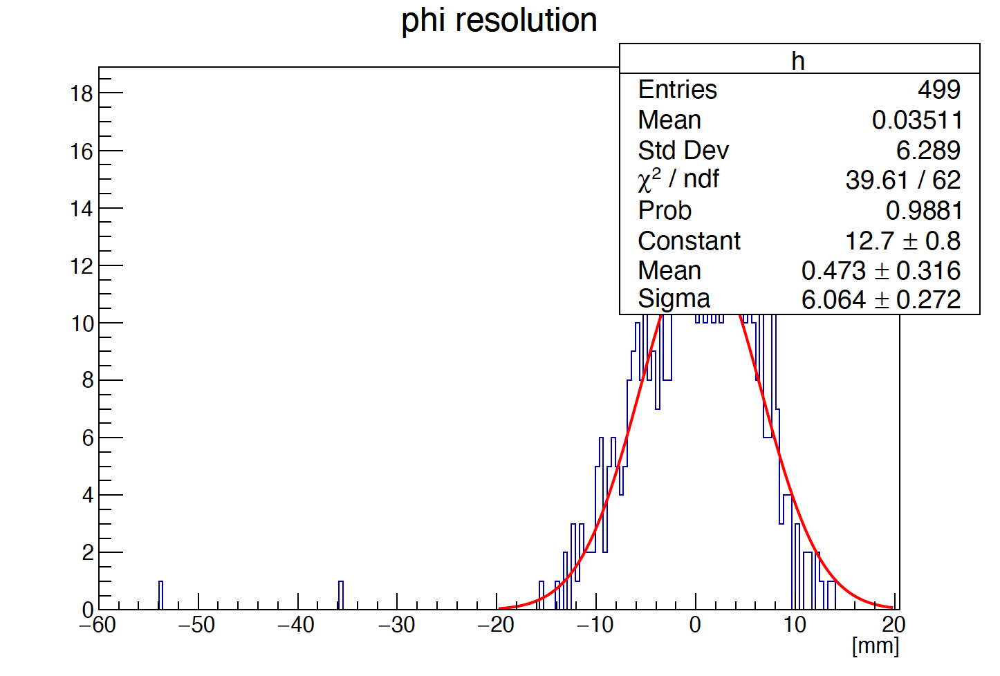 phi resolution
h
Entries 499
Mean 0.03511
Std Dev 6.289
χ² / ndf 39.61 / 62
Prob 0.9881
Constant 12.7 ± 0.8
Mean 0.473 ± 0.316
Sigma 6.064 ± 0.272
18
16
14
12
10
8
6
4
2
0
−60 −50 −40 −30 −20 −10 0 10 20
[mm]